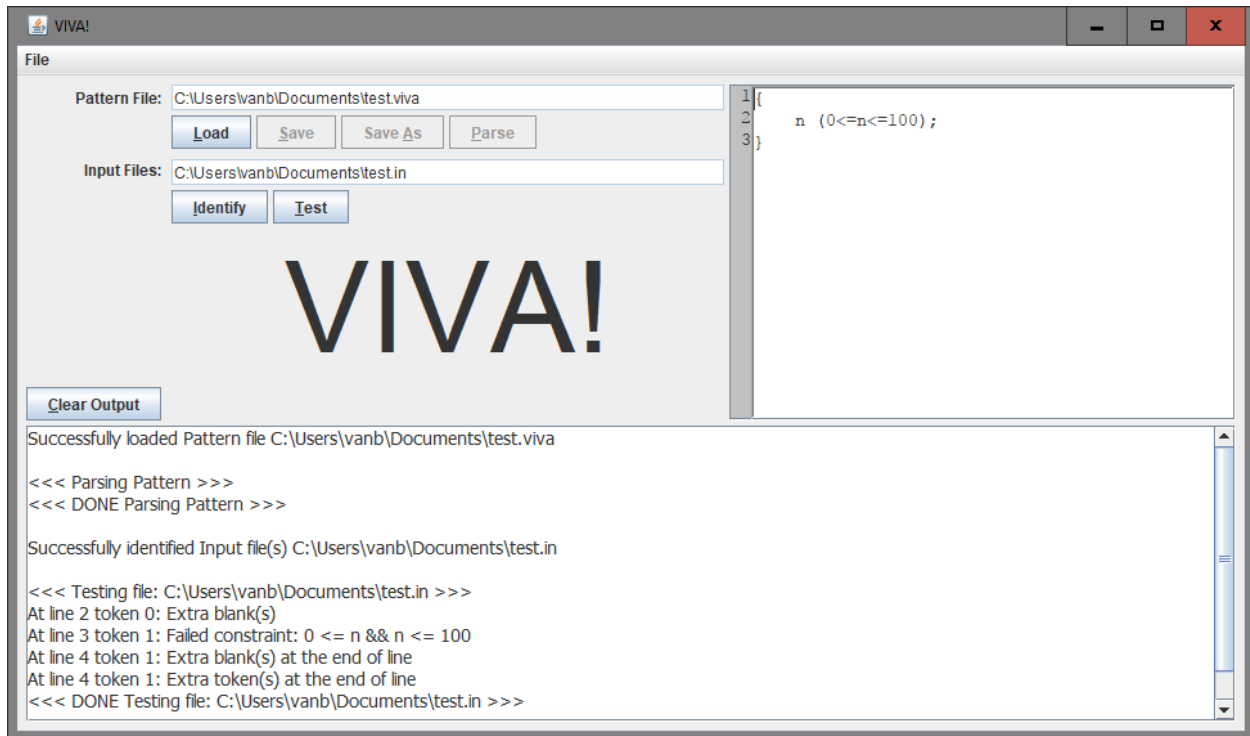 VIVA!
File
Pattern File: C:\Users\vanb\Documents\test.viva
Load Save Save As Parse
Input Files: C:\Users\vanb\Documents\test.in
Identify Test
VIVA!
1 {
2 n (0<=n<=100);
3 }
Clear Output
Successfully loaded Pattern file C:\Users\vanb\Documents\test.viva
<<< Parsing Pattern >>>
<<< DONE Parsing Pattern >>>
Successfully identified Input file(s) C:\Users\vanb\Documents\test.in
<<< Testing file: C:\Users\vanb\Documents\test.in >>>
At line 2 token 0: Extra blank(s)
At line 3 token 1: Failed constraint: 0 <= n && n <= 100
At line 4 token 1: Extra blank(s) at the end of line
At line 4 token 1: Extra token(s) at the end of line
<<< DONE Testing file: C:\Users\vanb\Documents\test.in >>>